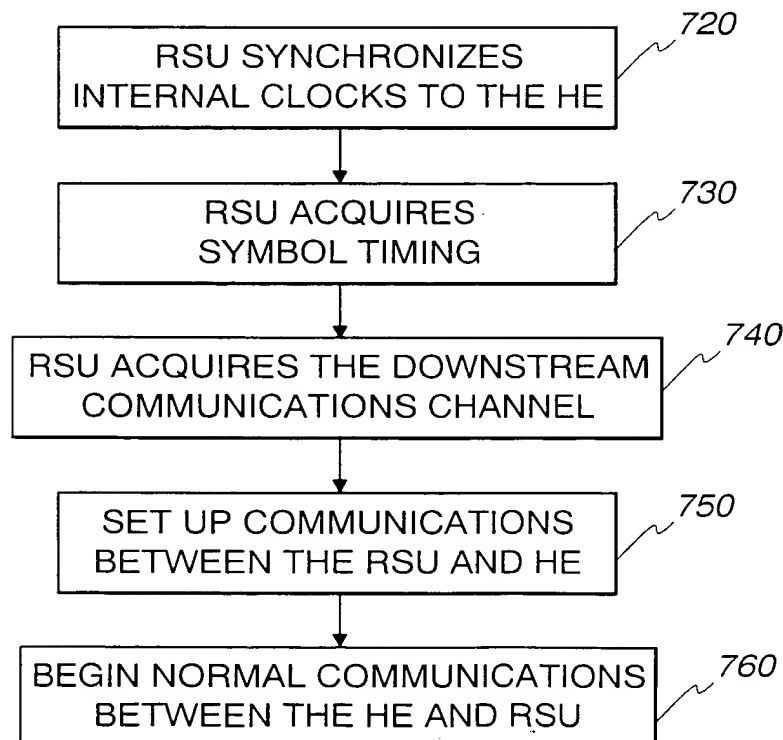 720
RSU SYNCHRONIZES
INTERNAL CLOCKS TO THE HE
730
RSU ACQUIRES
SYMBOL TIMING
740
RSU ACQUIRES THE DOWNSTREAM
COMMUNICATIONS CHANNEL
750
SET UP COMMUNICATIONS
BETWEEN THE RSU AND HE
760
BEGIN NORMAL COMMUNICATIONS
BETWEEN THE HE AND RSU